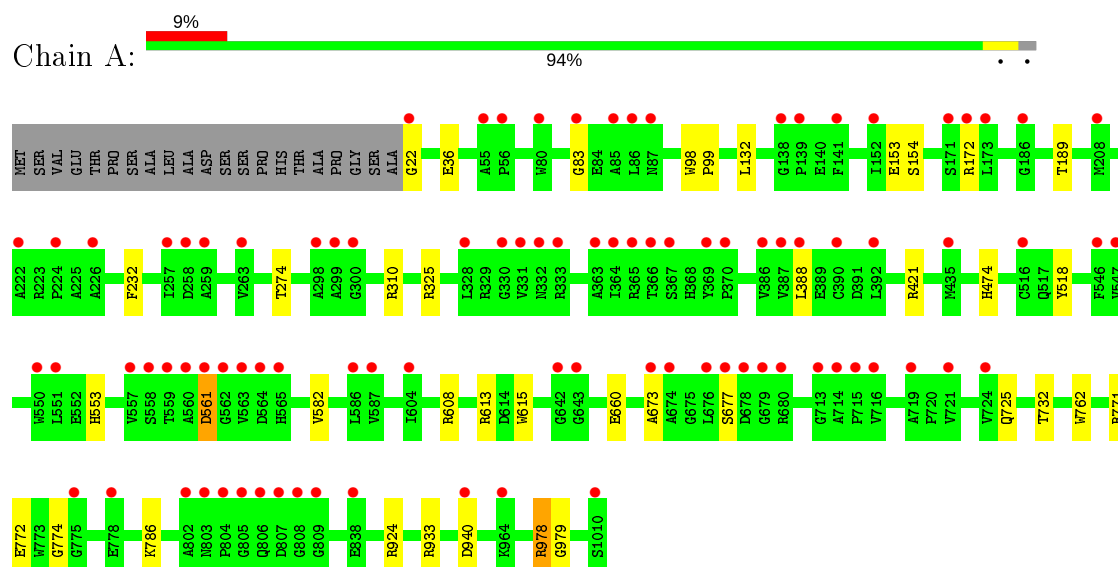 9%
Chain A:
94%
MET SER VAL GLU THR PRO SER ALA LEU ALA ASP SER SER PRO HIS THR ALA PRO GLY SER ALA G22 E36 A55 P56 W80 G83 E84 A85 L86 N87 W98 P99 L132 G138 P139 E140 F141 I152 E153 S154 S171 R172 L173 G186 T189 M208
A222 R223 P224 A225 A226 F232 I257 D258 A259 V263 T274 A298 A299 G300 R310 R325 L328 R329 G330 V331 N332 R333 A363 I364 R365 T366 S367 H368 Y369 P370 V386 V387 L388 E389 C390 D391 L392 R421 M435 H474 C516 Q517 Y518 F546 V547
W550 L551 E552 H553 V557 S558 T559 A560 D561 G562 V563 D564 H565 V582 L586 V587 I604 R608 R613 D614 W615 G642 G643 E660 A673 A674 G675 L676 S677 D678 G679 R680 G713 A714 P715 V716 A719 P720 V721 V724 Q725 T732 W762
E772 W773 G774 G775 E778 K786 A802 N803 P804 G805 Q806 D807 G808 G809 E838 R924 R933 D940 K964 R978 G979 S1010